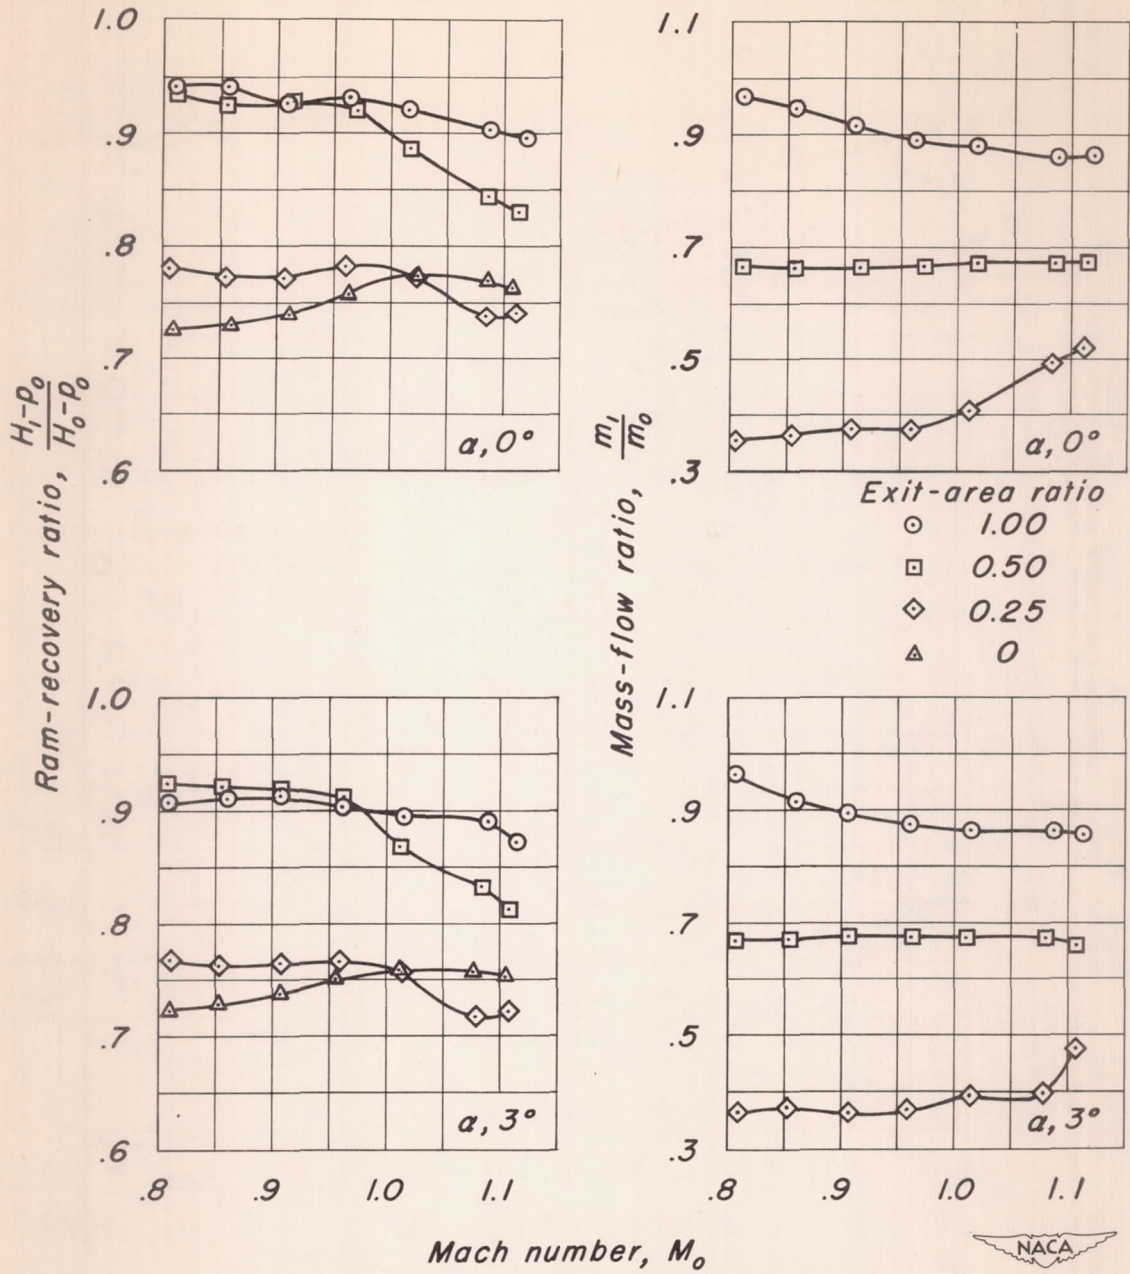 1.0
.9
.8
.7
.6
α, 0°
Ram-recovery ratio, H₁-p₀ / H₀-p₀
1.1
.9
.7
.5
.3
α, 0°
Mass-flow ratio, m₁ / m₀
Exit-area ratio
1.00
0.50
0.25
0
1.0
.9
.8
.7
.6
α, 3°
.8 .9 1.0 1.1
1.1
.9
.7
.5
.3
α, 3°
.8 .9 1.0 1.1
Mach number, M₀
NACA